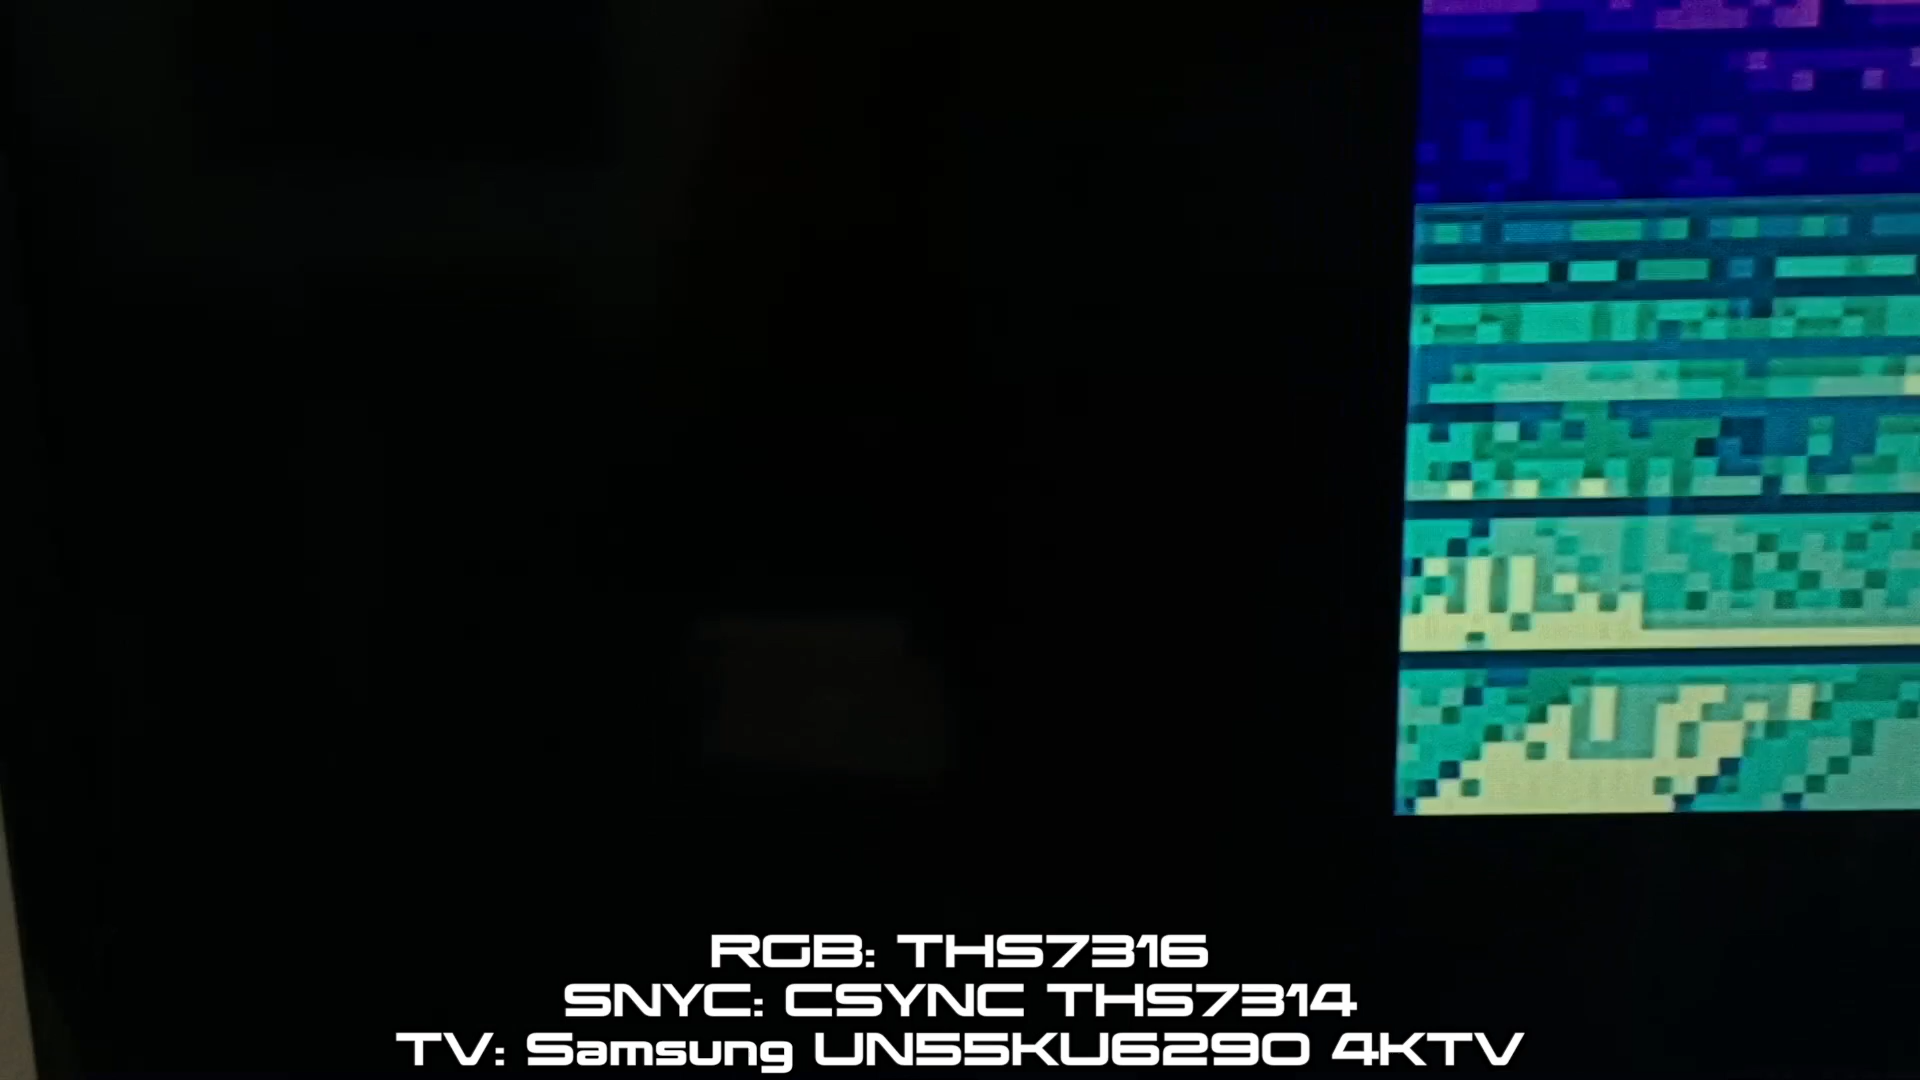 RGB: THS7316
SNYC: CSYNC THS7314
TV: Samsung UN55KU6290 4KTV